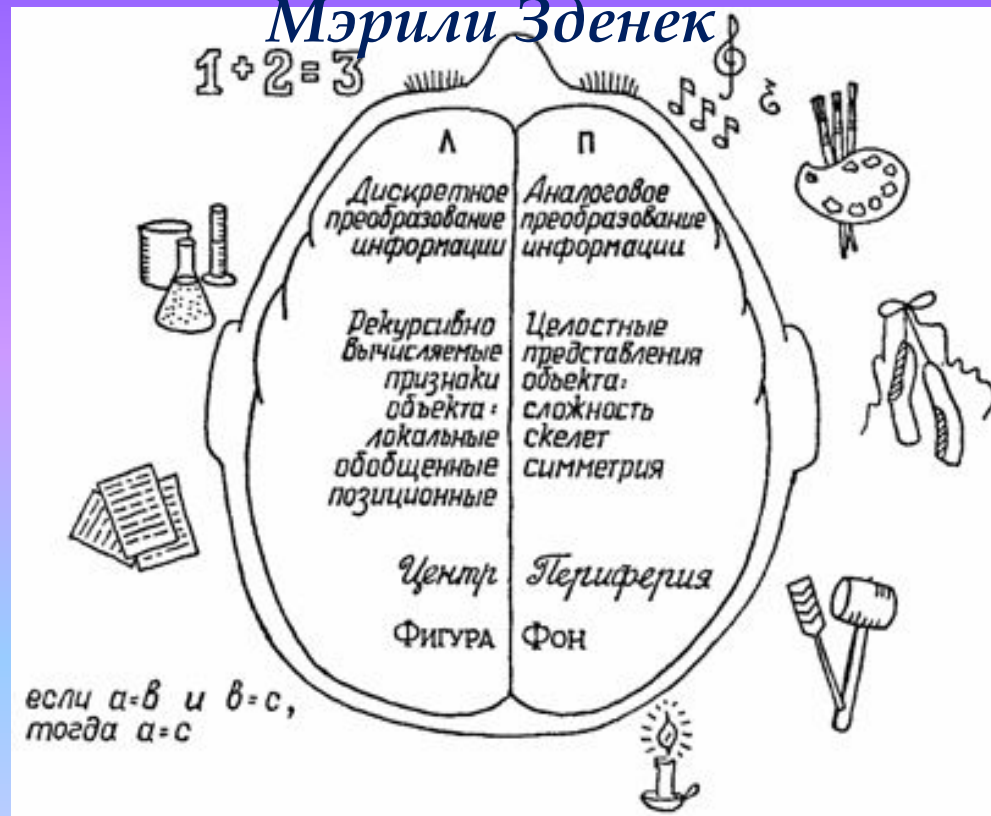 Мэрили Зденек
1+2=3
Л
Дискретное
преобразование
информации
Рекурсивно
вычисляемые
признаки
объекта:
локальные
обобщенные
позиционные
Центр
Фигура
П
Аналоговое
преобразование
информации
Целостные
представления
объекта:
сложность
скелет
симметрия
Периферия
Фон
если а=в и в=с,
тогда а=с